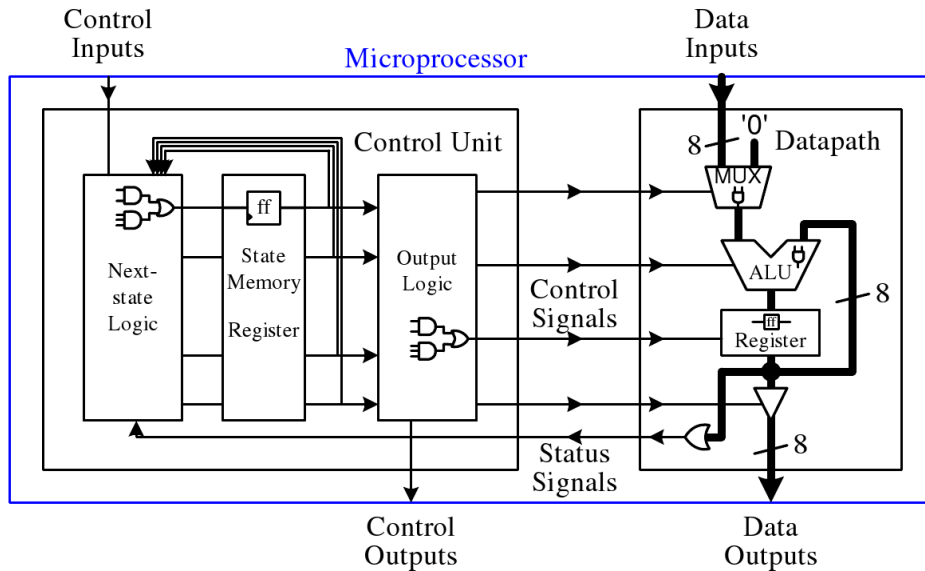 Control
Inputs
Data
Inputs
Microprocessor
Control Unit
8
'0'
Datapath
MUX
ff
Next-
state
Logic
State
Memory
Register
Output
Logic
ALU
Control
Signals
8
ff
Register
Status
Signals
8
Control
Outputs
Data
Outputs